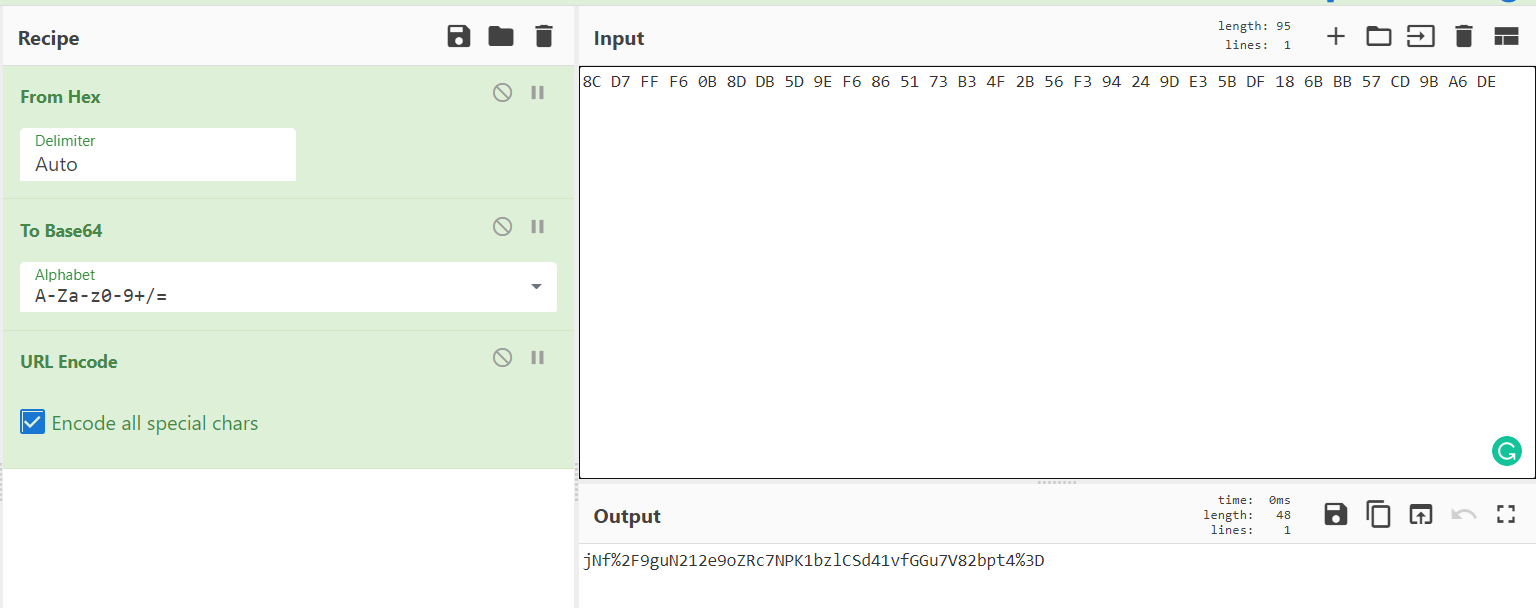 Recipe
From Hex
Delimiter
Auto
To Base64
Alphabet
A-Za-z0-9+/=
URL Encode
Encode all special chars
Input
length: 95
lines: 1
8C D7 FF F6 0B 8D DB 5D 9E F6 86 51 73 B3 4F 2B 56 F3 94 24 9D E3 5B DF 18 6B BB 57 CD 9B A6 DE
Output
time: 0ms
length: 48
lines: 1
jNf%2F9guN212e9oZRc7NPK1bzlCSd41vfGGu7V82bpt4%3D